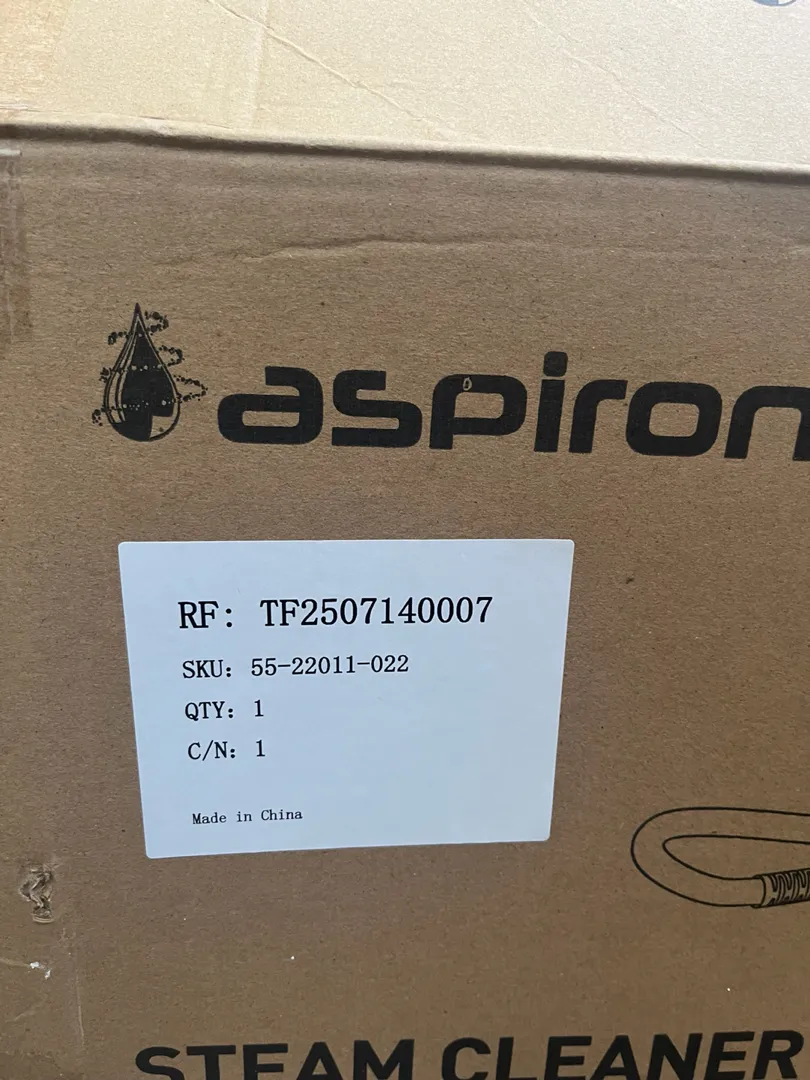 aspiron
RF: TF2507140007
SKU: 55-22011-022
QTY: 1
C/N: 1
Made in China
STEAM CLEANER